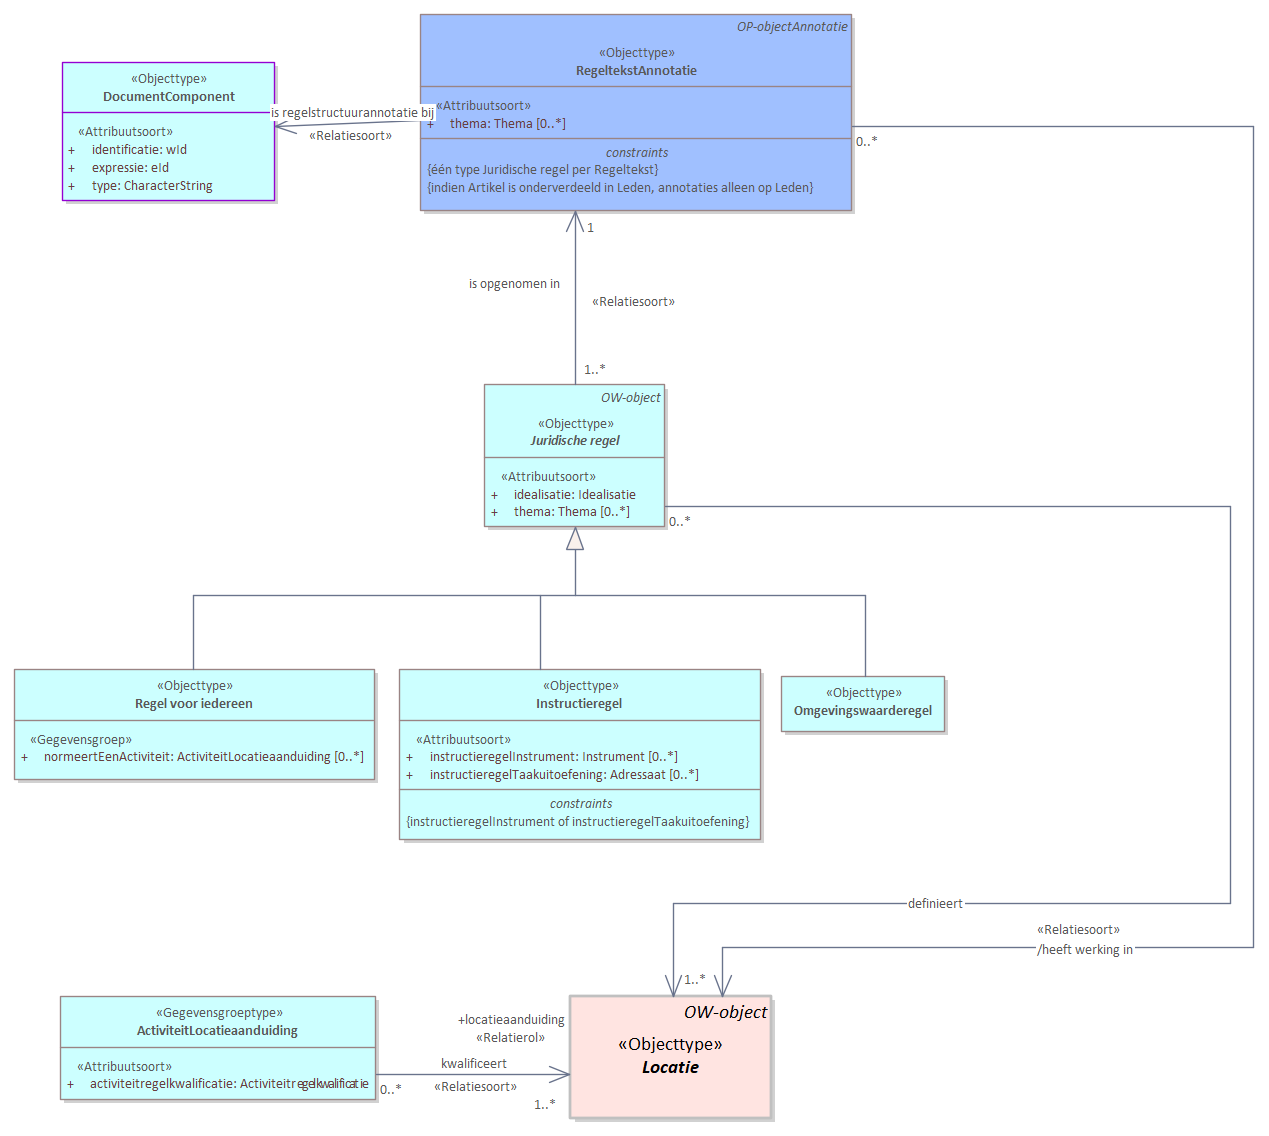 OP-objectAnnotatie
«Objecttype»
RegeltekstAnnotatie
«Attribuutsoort»
+ thema: Thema [0..*]
constraints
{één type Juridische regel per Regeltekst}
{indien Artikel is onderverdeeld in Leden, annotaties alleen op Leden}
«Objecttype»
DocumentComponent
«Attribuutsoort»
+ identificatie: wId
+ expressie: eId
+ type: CharacterString
is regelstructuurannotatie bij
«Relatiesoort»
0..*
1
is opgenomen in
«Relatiesoort»
1..*
OW-object
«Objecttype»
Juridische regel
«Attribuutsoort»
+ idealisatie: Idealisatie
+ thema: Thema [0..*]
0..*
«Objecttype»
Regel voor iedereen
«Gegevensgroep»
+ normeertEenActiviteit: ActiviteitLocatieaanduiding [0..*]
«Objecttype»
Instructieregel
«Attribuutsoort»
+ instructieregelInstrument: Instrument [0..*]
+ instructieregelTaakuitoefening: Adressaat [0..*]
constraints
{instructieregelInstrument of instructieregelTaakuitoefening}
«Objecttype»
Omgevingswaarderegel
definieert
«Relatiesoort»
/heeft werking in
1..*
«Gegevensgroeptype»
ActiviteitLocatieaanduiding
«Attribuutsoort»
+ activiteitregelkwalificatie: Activiteitregelkwalificatie
0..*
+locatieaanduiding
«Relatierol»
kwalificeert
«Relatiesoort»
1..*
OW-object
«Objecttype»
Locatie